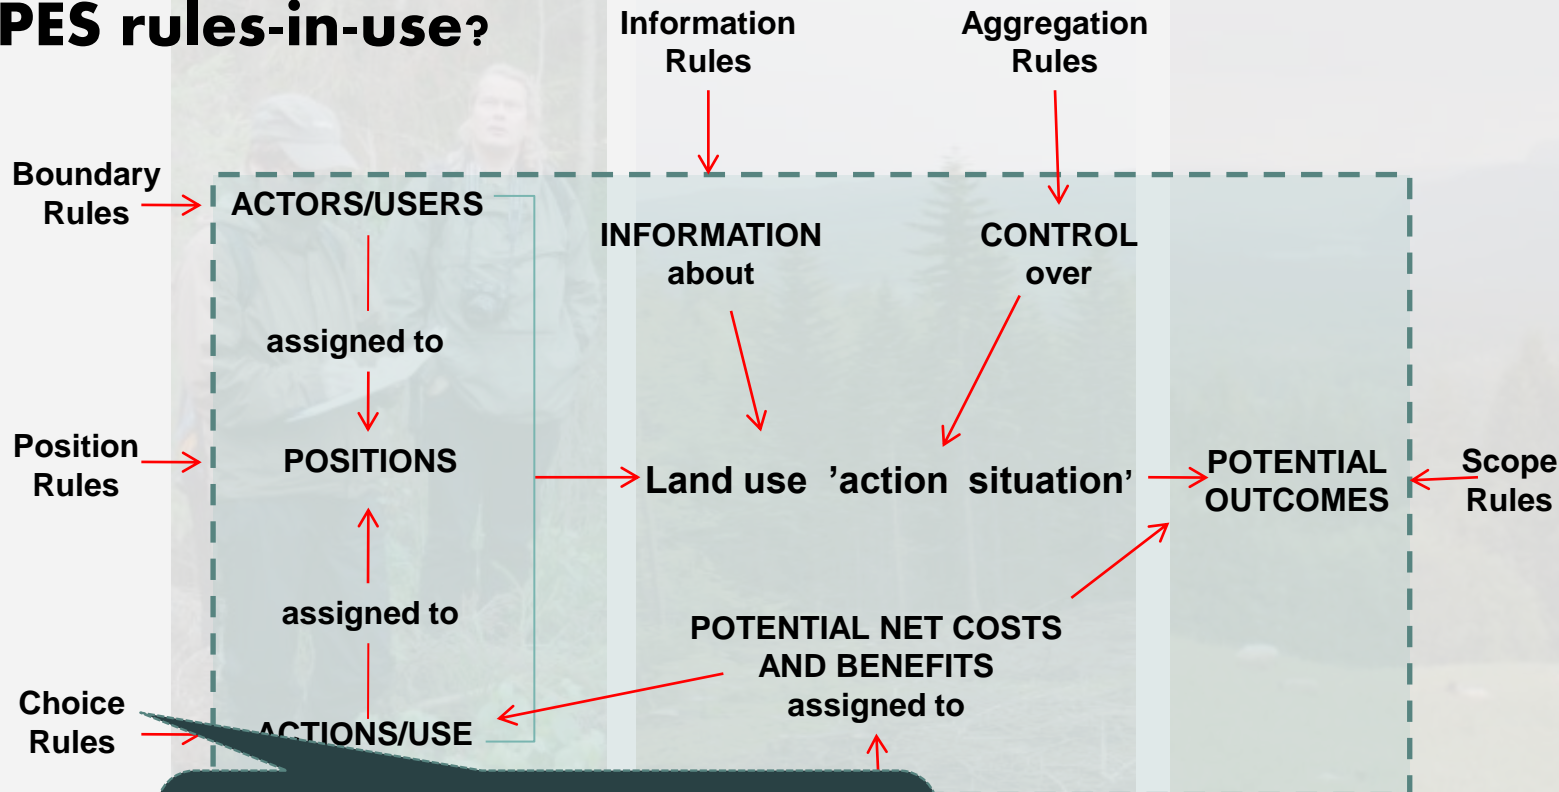 PES rules-in-use?
Information
Rules
Aggregation
Rules
Boundary
Rules
ACTORS/USERS
INFORMATION
about
CONTROL
over
assigned to
Position
Rules
POSITIONS
Land use ’action situation’
POTENTIAL
OUTCOMES
Scope
Rules
assigned to
POTENTIAL NET COSTS
AND BENEFITS
assigned to
Choice
Rules
ACTIONS/USE